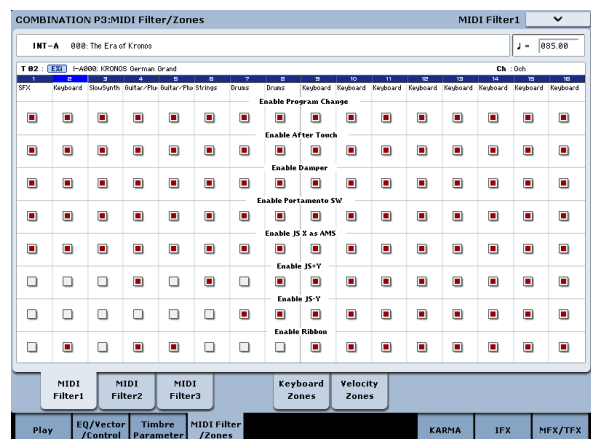 COMBINATION P3:MIDI Filter/Zones MIDI Filter1
INT-A 000: The Era of Kronos ♩ = 085.00
T 02 : EXi I-A000: KRONOS German Grand Ch : Gch
1 2 3 4 5 6 7 8 9 10 11 12 13 14 15 16
SFX Keyboard SlowSynth Guitar/Plu Guitar/Plu Strings Drums Drums Keyboard Keyboard Keyboard Keyboard Keyboard Keyboard Keyboard Keyboard
Enable Program Change
Enable After Touch
Enable Damper
Enable Portamento SW
Enable JS X as AMS
Enable JS+Y
Enable JS-Y
Enable Ribbon
MIDI Filter1 MIDI Filter2 MIDI Filter3 Keyboard Zones Velocity Zones
Play EQ/Vector /Control Timbre Parameter MIDI Filter /Zones KARMA IFX MFX/TFX